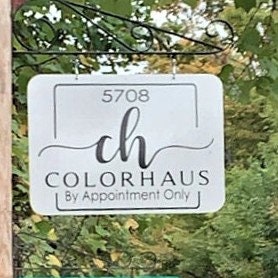 5708
ch
COLORHAUS
By Appointment Only